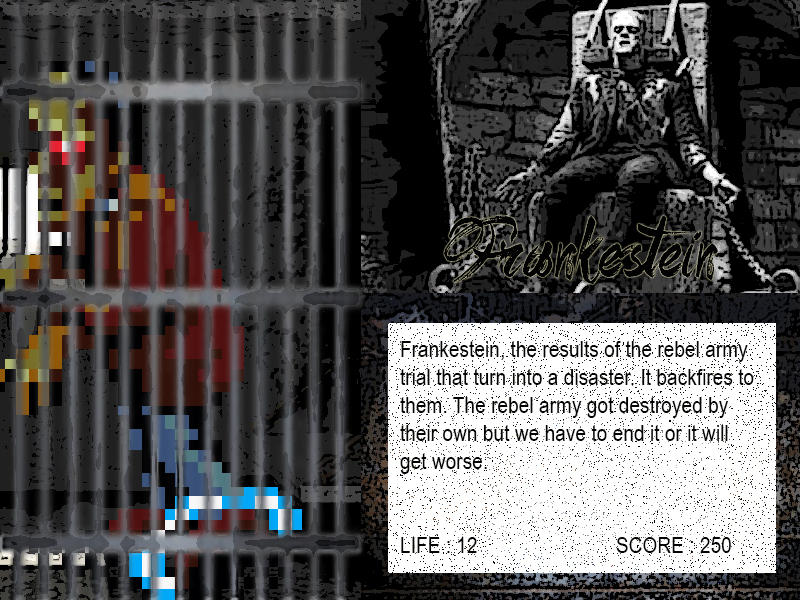 Frankestein
Frankestein, the results of the rebel army
trial that turn into a disaster. It backfires to
them. The rebel army got destroyed by
their own but we have to end it or it will
get worse.
LIFE : 12 SCORE : 250